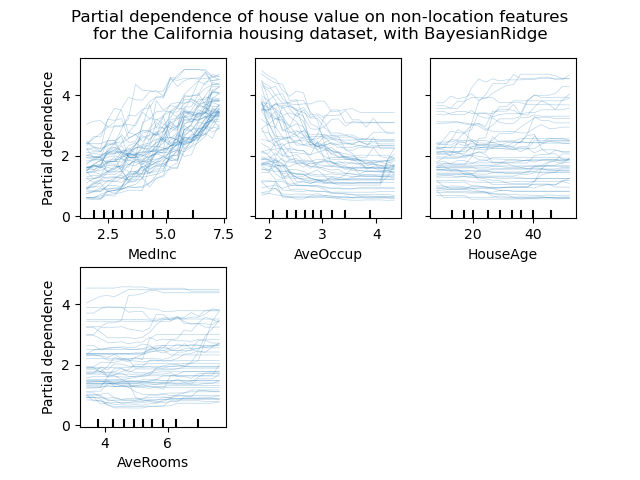 Partial dependence of house value on non-location features
for the California housing dataset, with BayesianRidge
Partial dependence
4
2
0
2.5
5.0
7.5
MedInc
2
3
4
AveOccup
20
40
HouseAge
Partial dependence
4
2
0
4
6
AveRooms